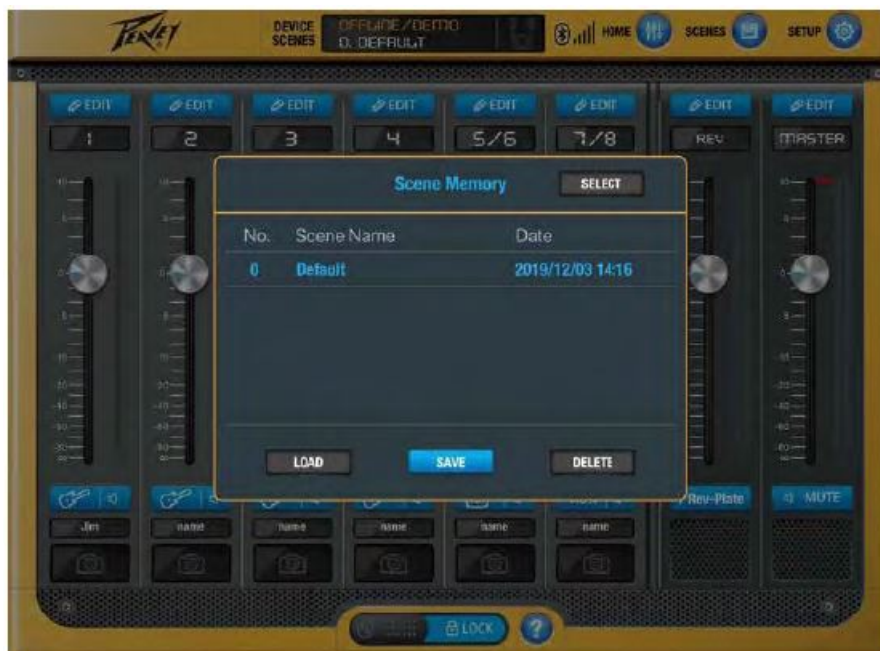 PEAVEY
DEVICE OFFLINE/DEMO
SCENES 0. DEFAULT
HOME SCENES SETUP
EDIT EDIT EDIT EDIT EDIT EDIT EDIT EDIT
1 2 3 4 5/6 7/8 REV MASTER
Scene Memory SELECT
No. Scene Name Date
0 Default 2019/12/03 14:16
LOAD SAVE DELETE
Rev-Plate MUTE
Jim name name name name name
LOCK ?